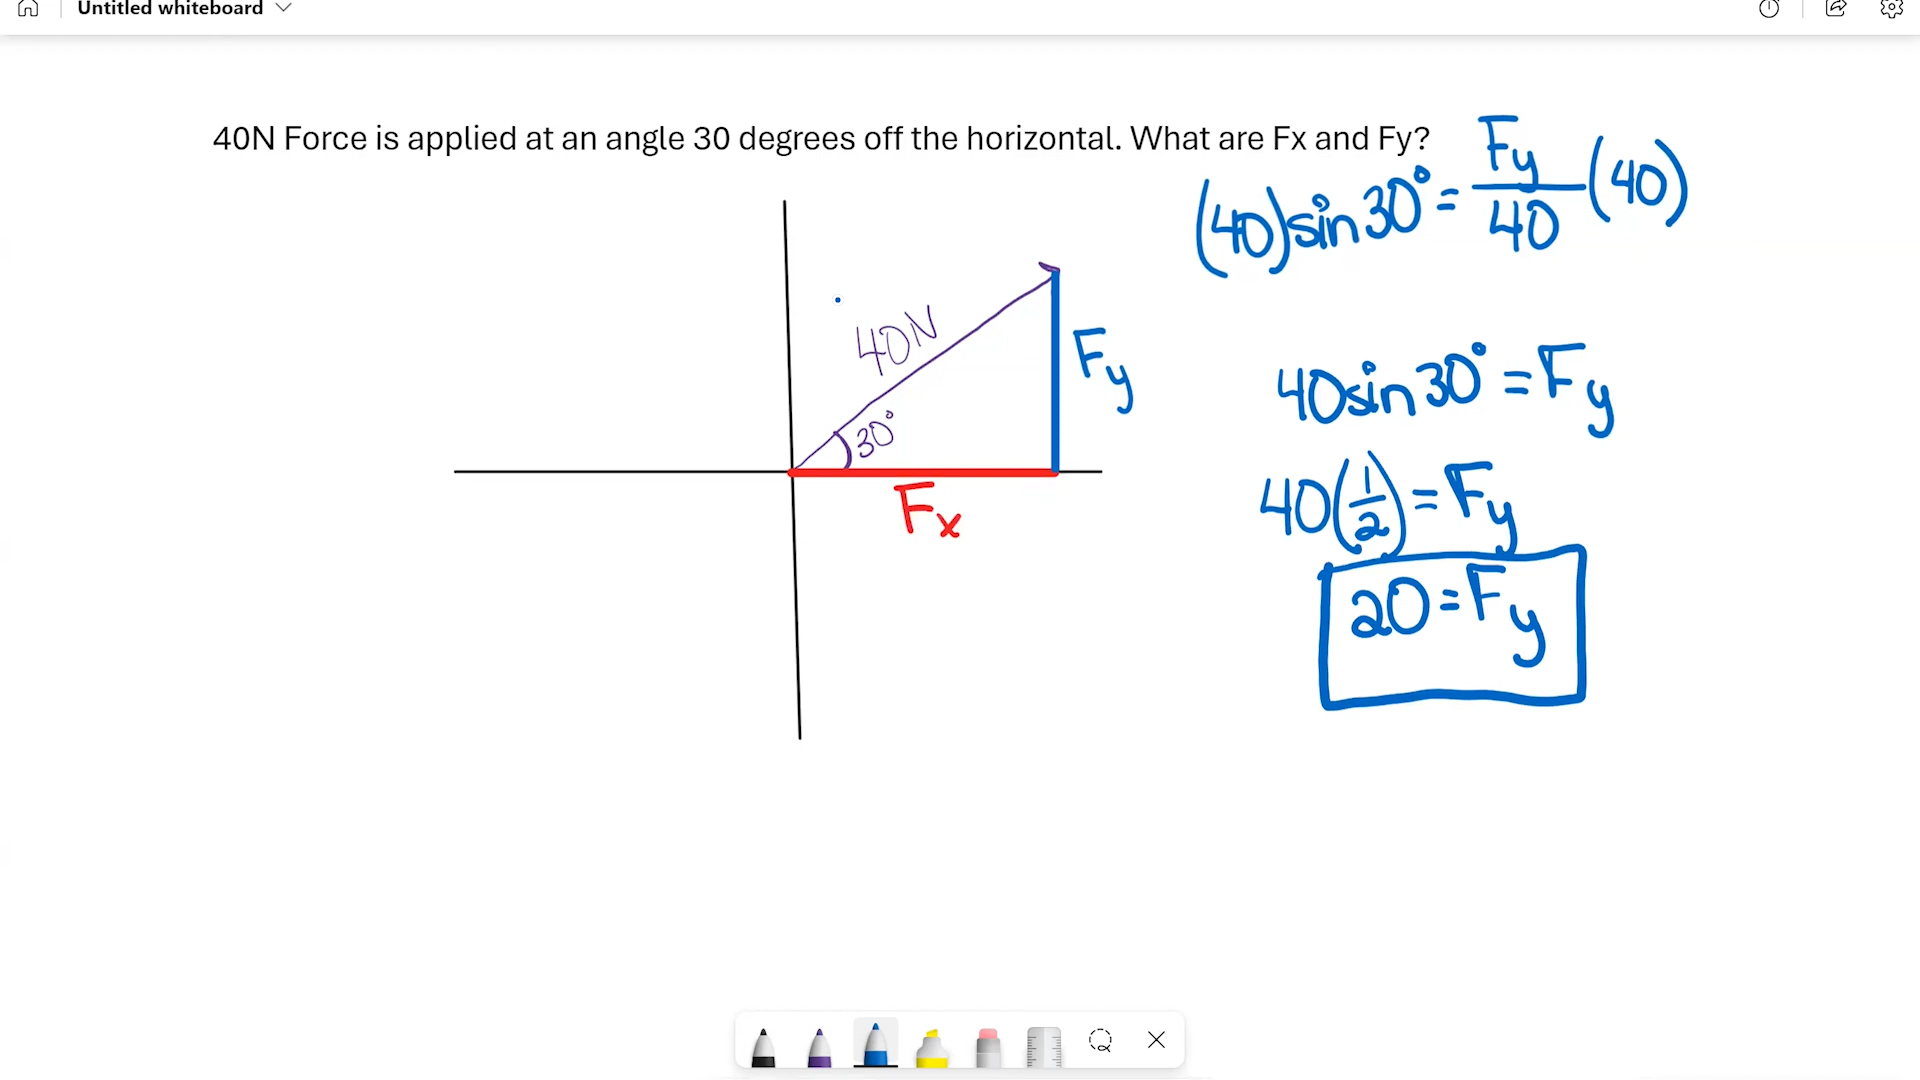 Untitled whiteboard
40N Force is applied at an angle 30 degrees off the horizontal. What are Fx and Fy?
(40)sin30° = Fy/40 (40)
40N
30°
Fy
Fx
40sin30° = Fy
40(1/2) = Fy
20 = Fy